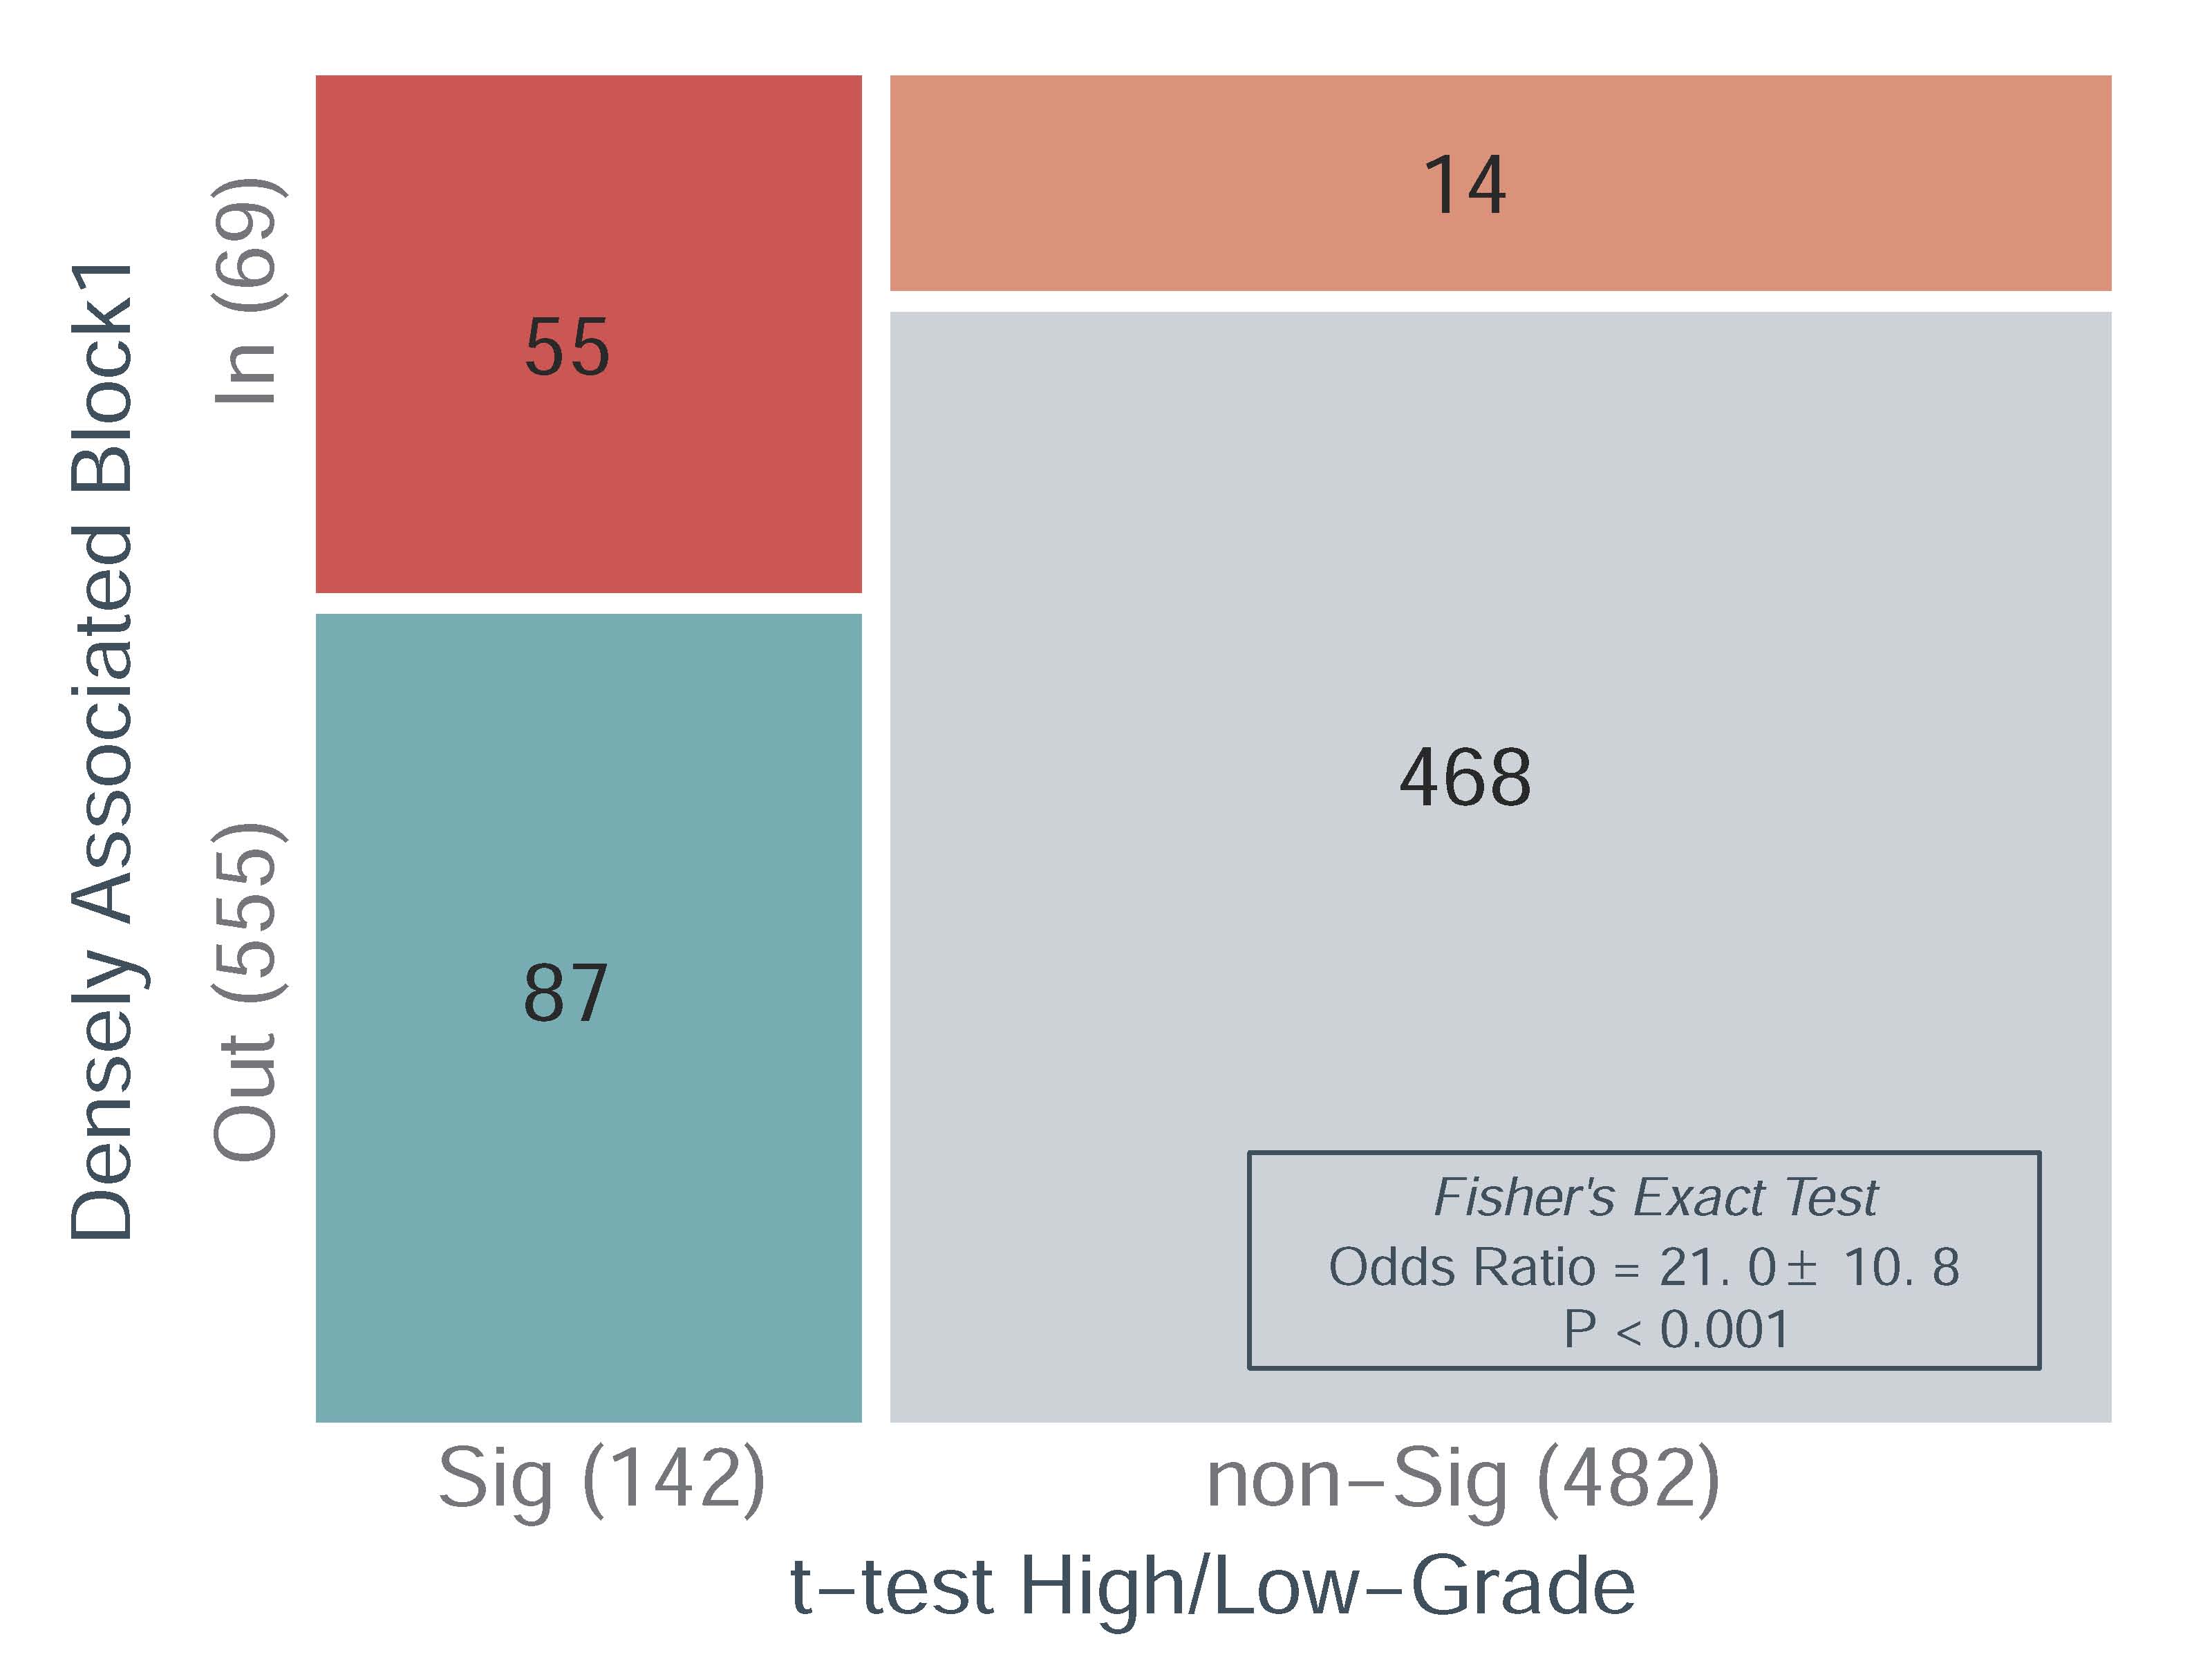 Densely Associated Block1
In (69)
Out (555)
55
14
87
468
Fisher's Exact Test
Odds Ratio = 21. 0± 10. 8
P < 0.001
Sig (142)
non−Sig (482)
t−test High/Low−Grade